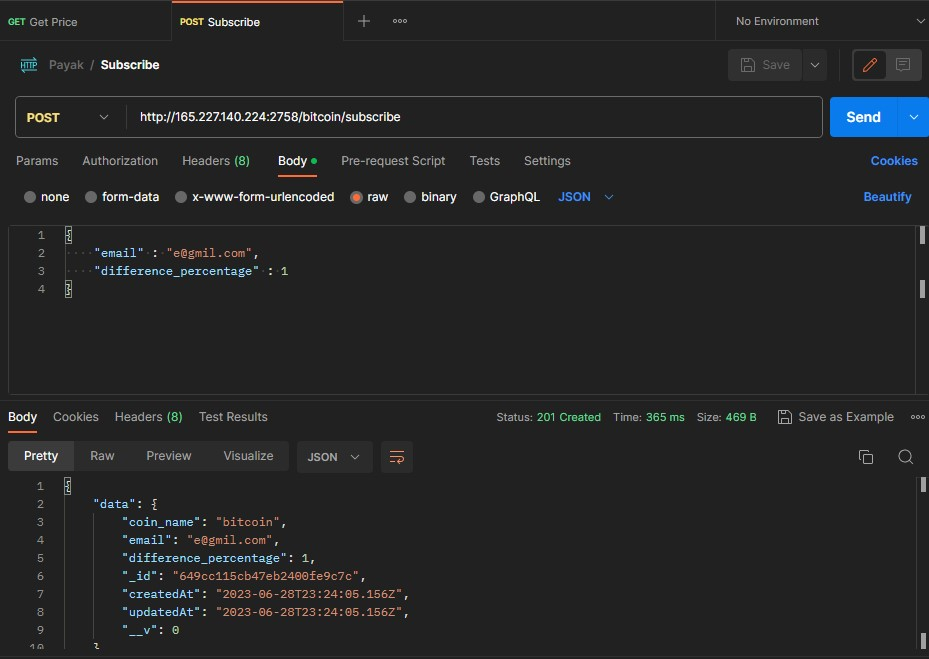 GET Get Price
POST Subscribe
No Environment
HTTP Payak / Subscribe
Save
POST http://165.227.140.224:2758/bitcoin/subscribe Send
Params Authorization Headers (8) Body Pre-request Script Tests Settings Cookies
none form-data x-www-form-urlencoded raw binary GraphQL JSON Beautify
1 {
2 "email" : "e@gmil.com",
3 "difference_percentage" : 1
4 }
Body Cookies Headers (8) Test Results Status: 201 Created Time: 365 ms Size: 469 B Save as Example
Pretty Raw Preview Visualize JSON
1 {
2 "data": {
3 "coin_name": "bitcoin",
4 "email": "e@gmil.com",
5 "difference_percentage": 1,
6 "_id": "649cc115cb47eb2400fe9c7c",
7 "createdAt": "2023-06-28T23:24:05.156Z",
8 "updatedAt": "2023-06-28T23:24:05.156Z",
9 "__v": 0
10 }